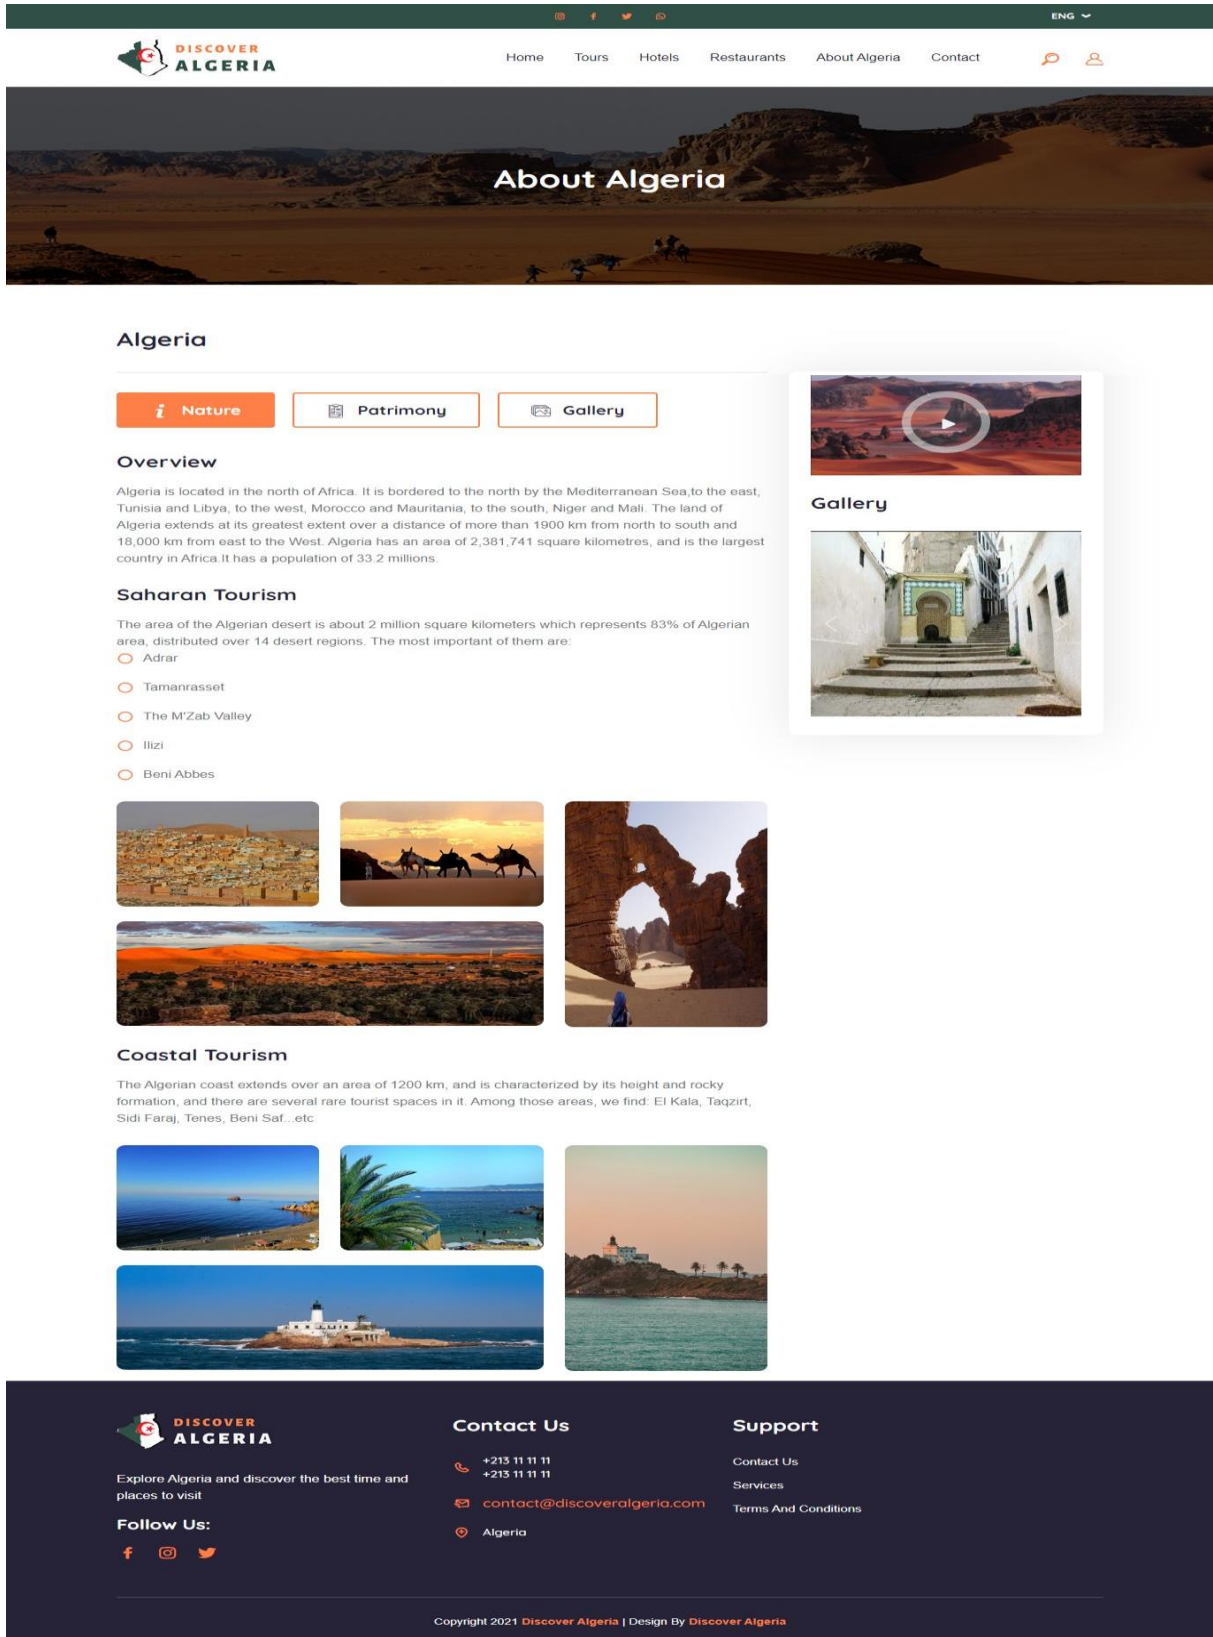 ENG
DISCOVER
ALGERIA
Home Tours Hotels Restaurants About Algeria Contact
About Algeria
Algeria
Nature Patrimony Gallery
Overview
Algeria is located in the north of Africa. It is bordered to the north by the Mediterranean Sea,to the east,
Tunisia and Libya, to the west, Morocco and Mauritania, to the south, Niger and Mali. The land of
Algeria extends at its greatest extent over a distance of more than 1900 km from north to south and
18,000 km from east to the West. Algeria has an area of 2,381,741 square kilometres, and is the largest
country in Africa.It has a population of 33.2 millions.
Saharan Tourism
The area of the Algerian desert is about 2 million square kilometers which represents 83% of Algerian
area, distributed over 14 desert regions. The most important of them are:
Adrar
Tamanrasset
The M'Zab Valley
Ilizi
Beni Abbes
Gallery
Coastal Tourism
The Algerian coast extends over an area of 1200 km, and is characterized by its height and rocky
formation, and there are several rare tourist spaces in it. Among those areas, we find: El Kala, Taqzirt,
Sidi Faraj, Tenes, Beni Saf...etc
DISCOVER
ALGERIA
Explore Algeria and discover the best time and
places to visit
Follow Us:
Contact Us
+213 11 11 11
+213 11 11 11
contact@discoveralgeria.com
Algeria
Support
Contact Us
Services
Terms And Conditions
Copyright 2021 Discover Algeria | Design By Discover Algeria